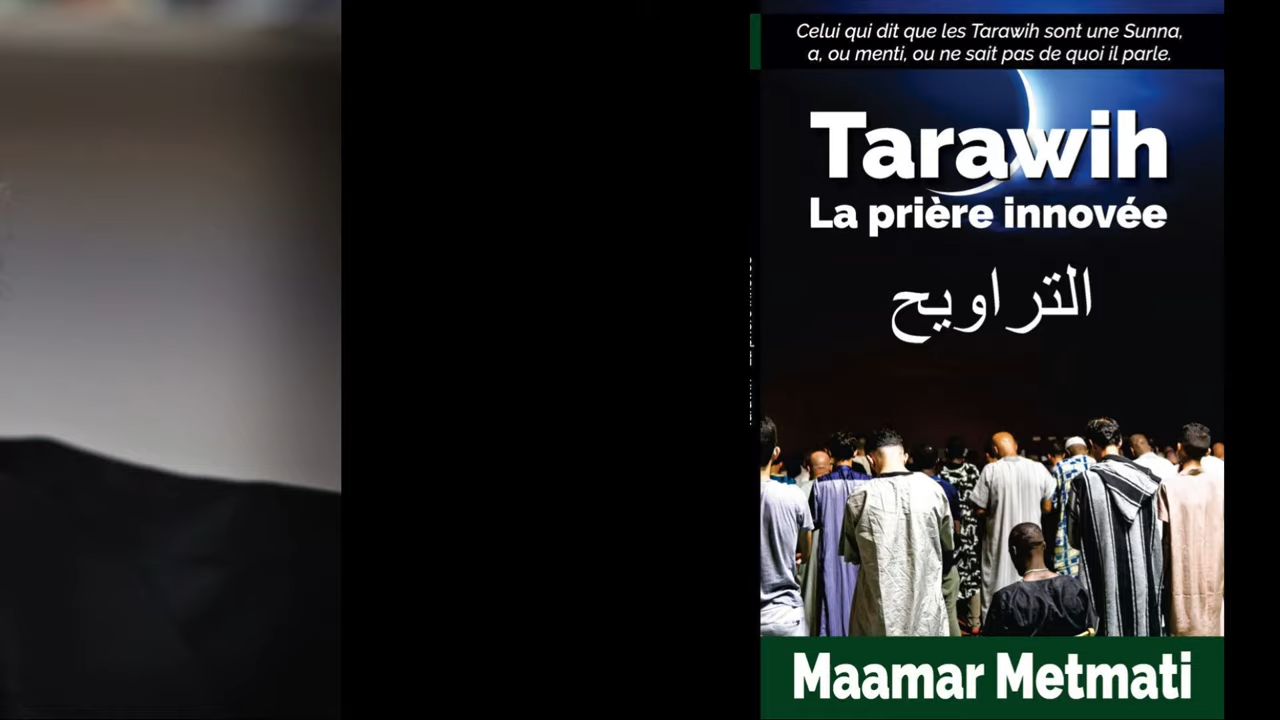 Celui qui dit que les Tarawih sont une Sunna,
a, ou menti, ou ne sait pas de quoi il parle.
Tarawih
La prière innovée
التراويح
Maamar Metmati